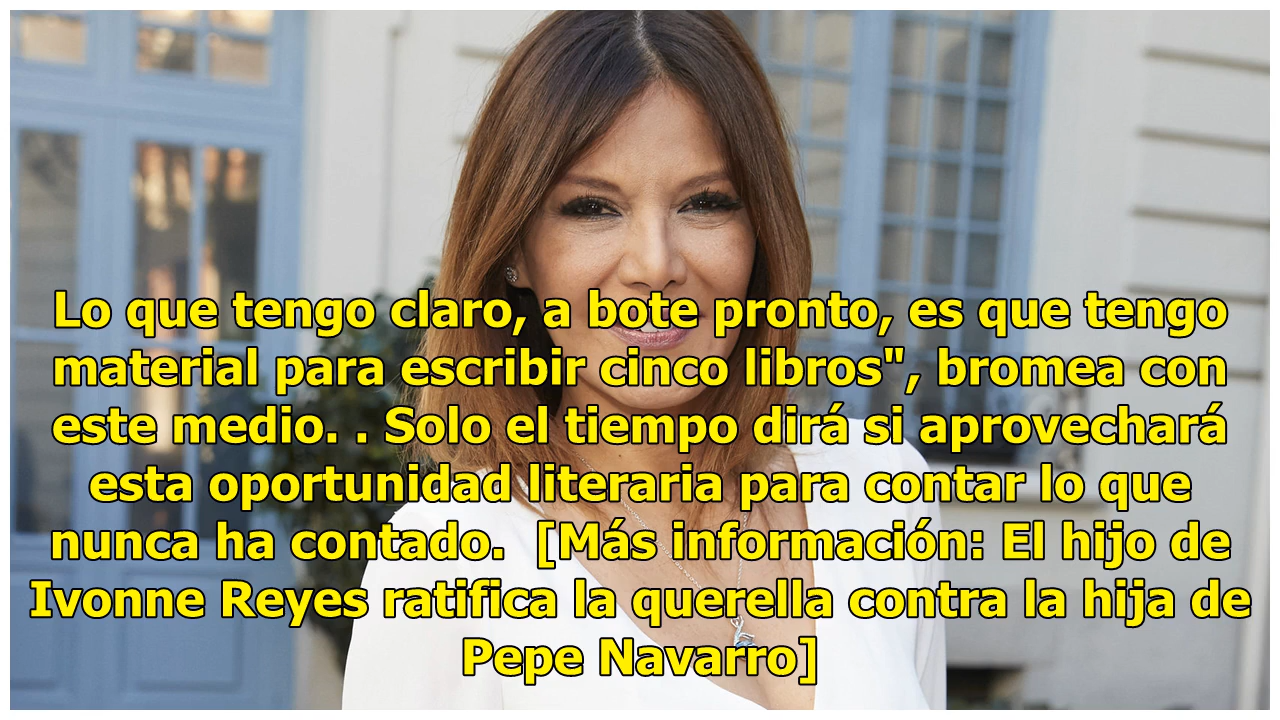 Lo que tengo claro, a bote pronto, es que tengo
material para escribir cinco libros", bromea con
este medio. . Solo el tiempo dirá si aprovechará
esta oportunidad literaria para contar lo que
nunca ha contado.  [Más información: El hijo de
Ivonne Reyes ratifica la querella contra la hija de
Pepe Navarro]